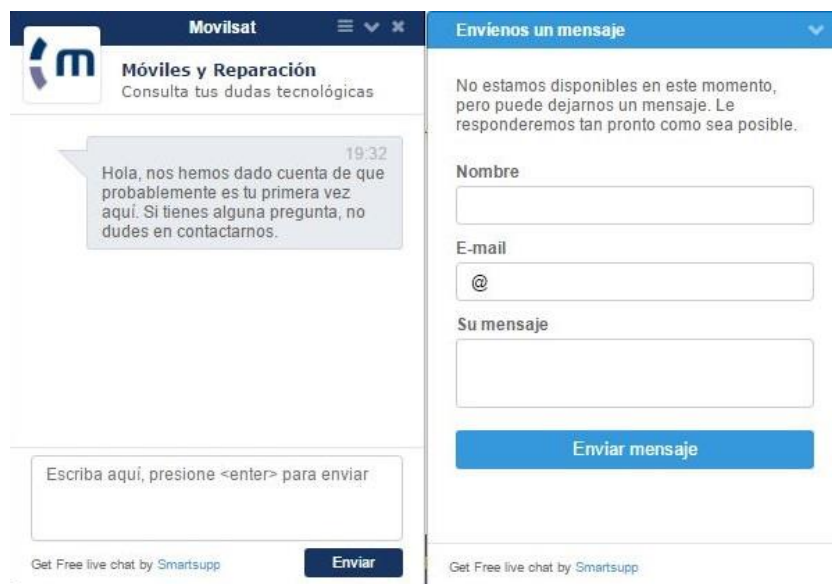 Movilsat
m
Móviles y Reparación
Consulta tus dudas tecnológicas
19:32
Hola, nos hemos dado cuenta de que
probablemente es tu primera vez
aquí. Si tienes alguna pregunta, no
dudes en contactarnos.
Escriba aquí, presione <enter> para enviar
Get Free live chat by Smartsupp
Enviar
Envíenos un mensaje
No estamos disponibles en este momento,
pero puede dejarnos un mensaje. Le
responderemos tan pronto como sea posible.
Nombre
E-mail
@
Su mensaje
Enviar mensaje
Get Free live chat by Smartsupp